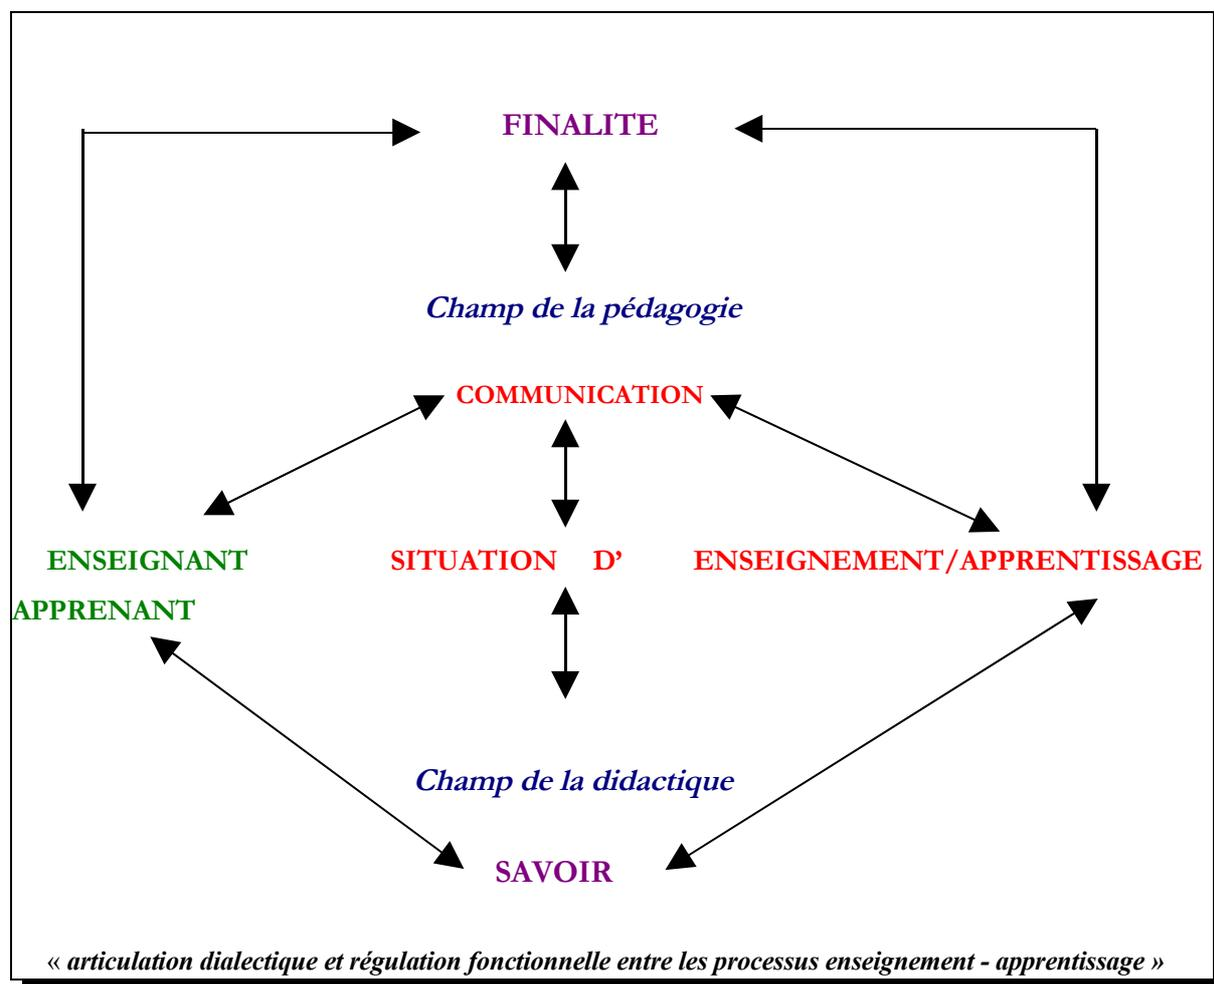 FINALITE
Champ de la pédagogie
COMMUNICATION
ENSEIGNANT SITUATION D’ ENSEIGNEMENT/APPRENTISSAGE
APPRENANT
Champ de la didactique
SAVOIR
« articulation dialectique et régulation fonctionnelle entre les processus enseignement - apprentissage »